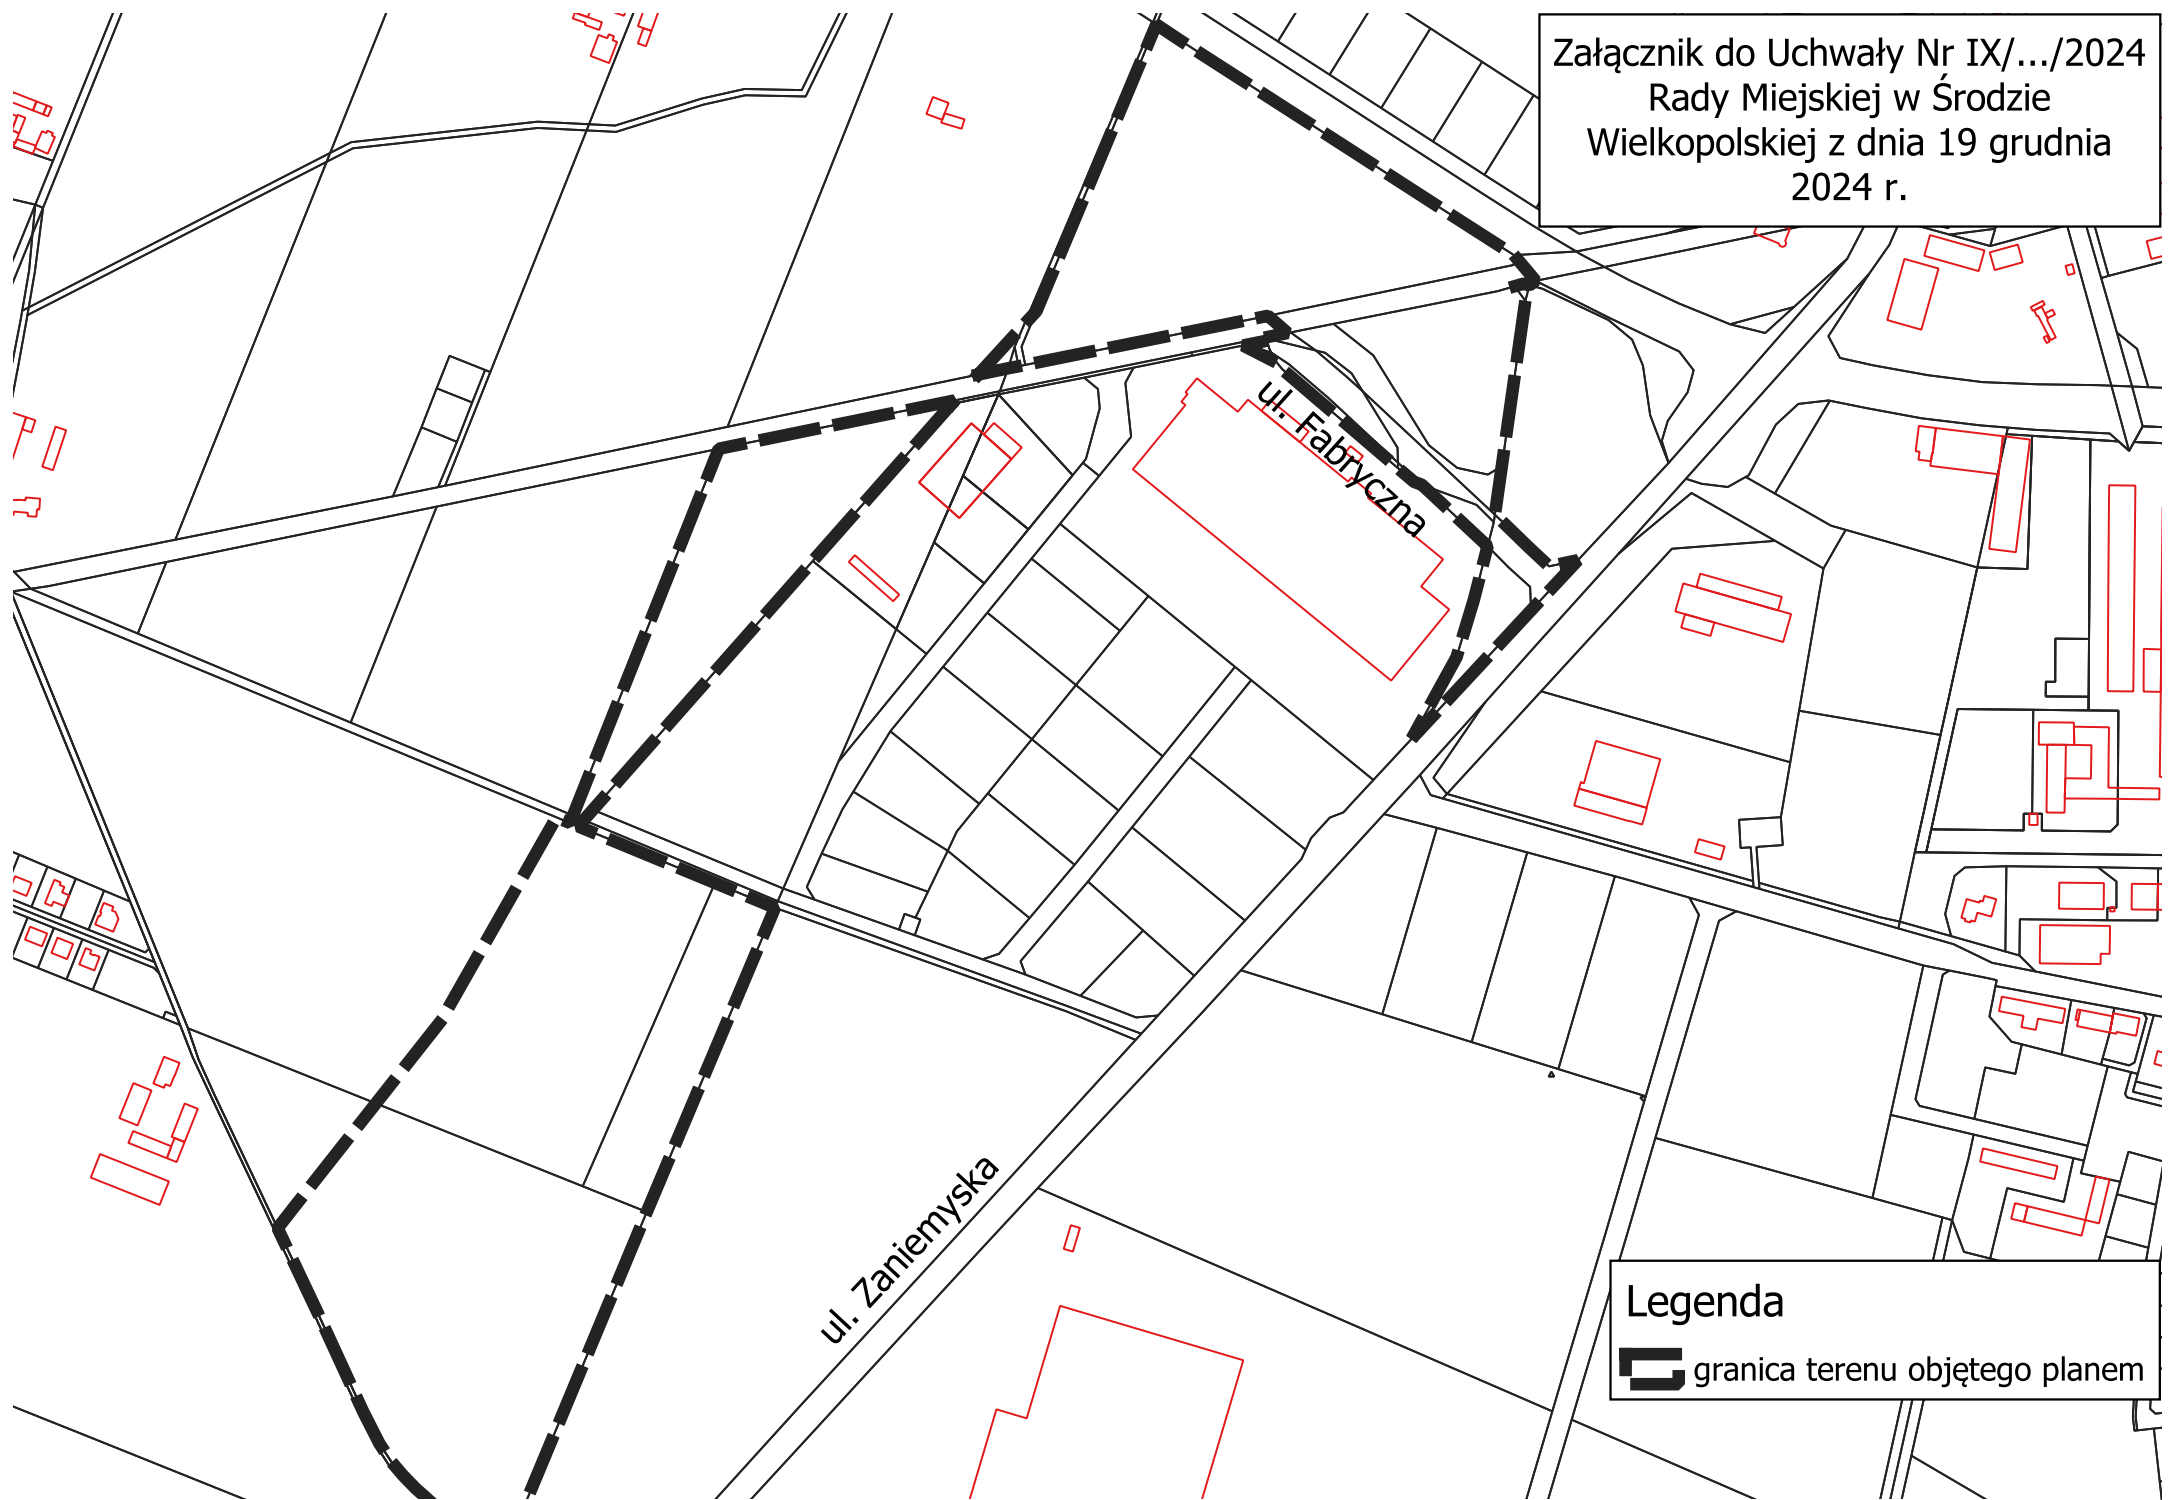 Załącznik do Uchwały Nr IX/.../2024
Rady Miejskiej w Środzie
Wielkopolskiej z dnia 19 grudnia
2024 r.
ul. Fabryczna
ul. Zaniemyska
Legenda
granica terenu objętego planem